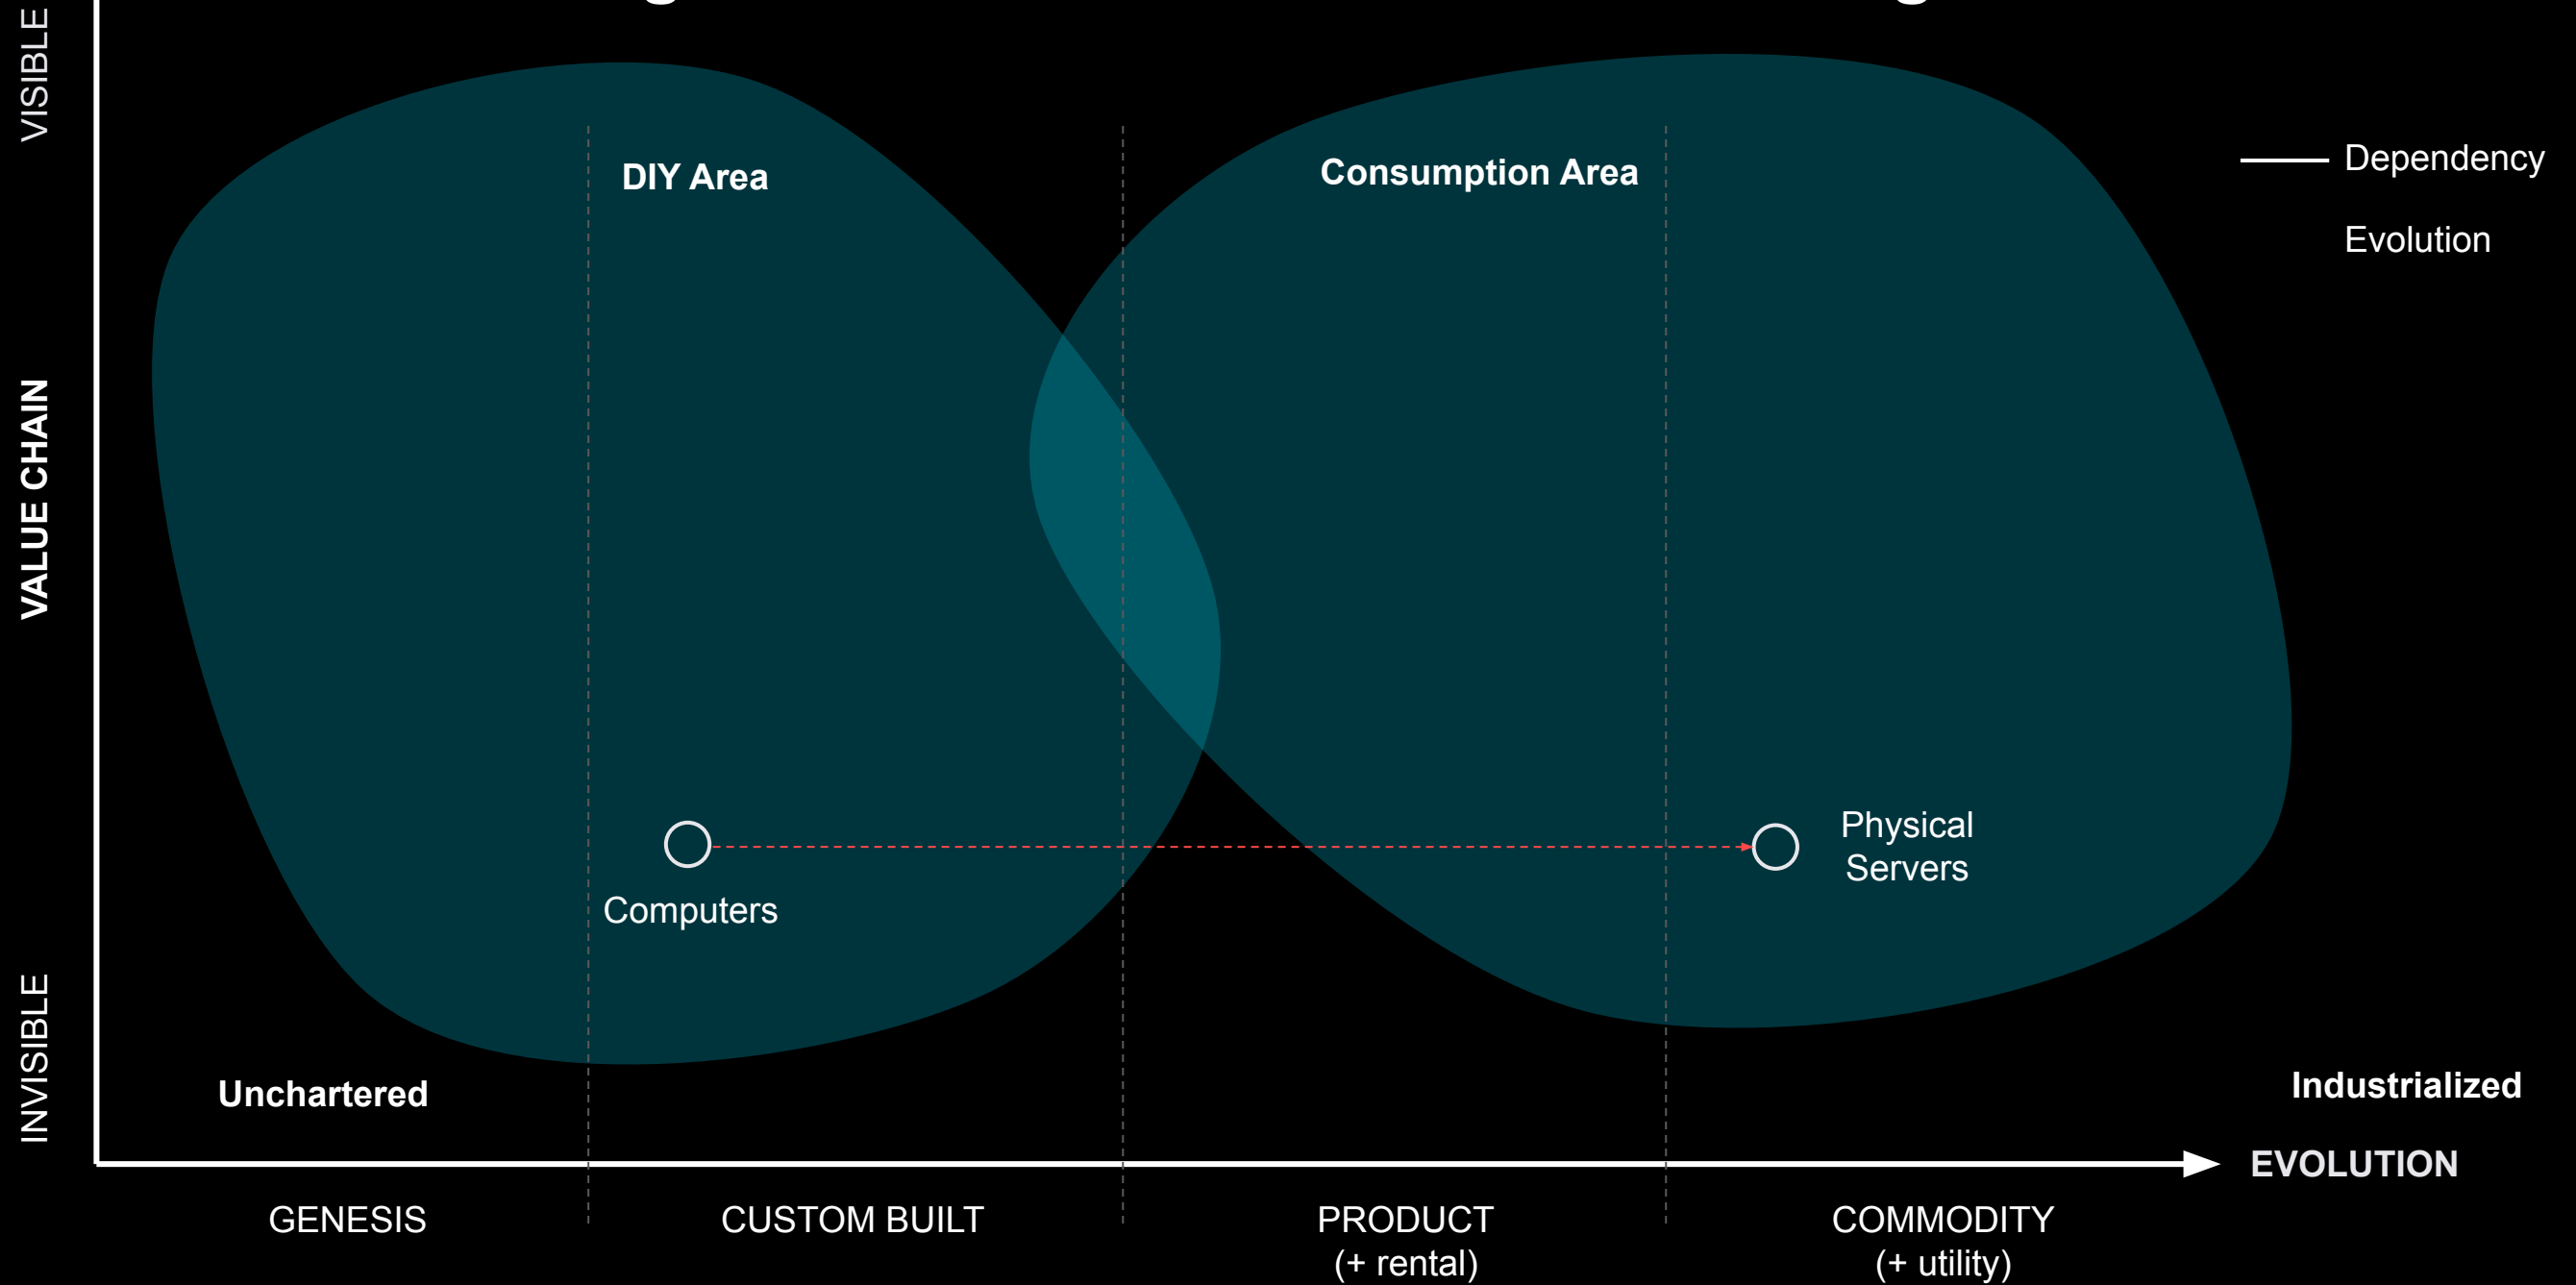 VISIBLE
DIY Area
Consumption Area
Dependency
Evolution
VALUE CHAIN
Computers
Physical
Servers
INVISIBLE
Unchartered
Industrialized
EVOLUTION
GENESIS
CUSTOM BUILT
PRODUCT
(+ rental)
COMMODITY
(+ utility)